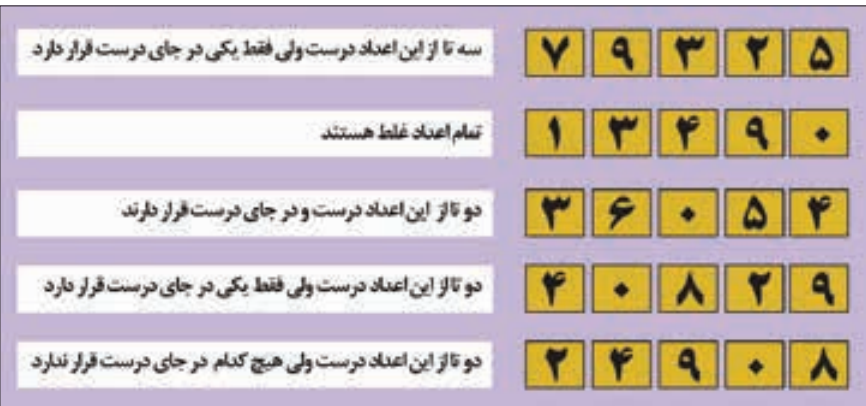 سه تا از این اعداد درست ولی فقط یکی در جای درست قرار دارد
۷ ۹ ۳ ۲ ۵
تمام اعداد غلط هستند
۱ ۳ ۴ ۹ ۰
دو تا از این اعداد درست و در جای درست قرار دارند
۳ ۶ ۰ ۵ ۴
دو تا از این اعداد درست ولی فقط یکی در جای درست قرار دارد
۴ ۰ ۸ ۲ ۹
دو تا از این اعداد درست ولی هیچ کدام در جای درست قرار ندارد
۲ ۴ ۹ ۰ ۸